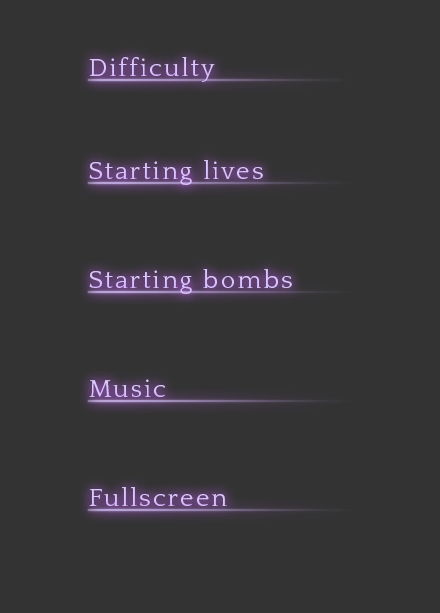 Difficulty
Starting lives
Starting bombs
Music
Fullscreen